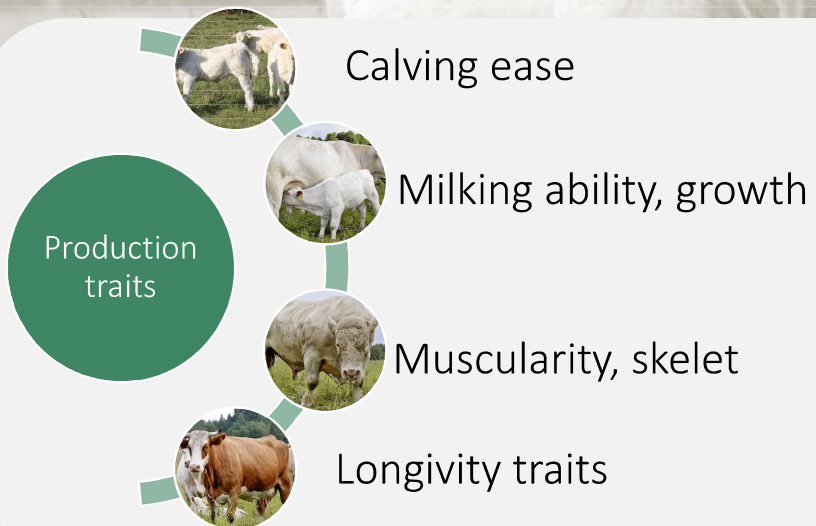 Calving ease
Milking ability, growth
Production
traits
Muscularity, skelet
Longivity traits